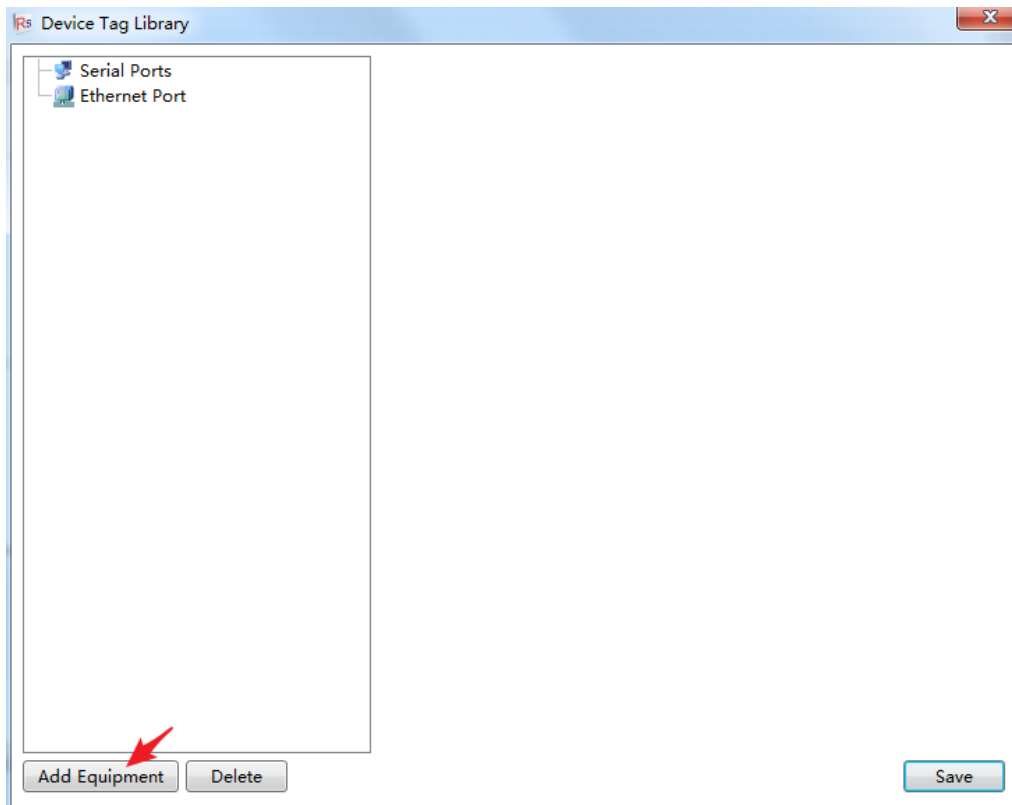 Rs Device Tag Library
Serial Ports
Ethernet Port
Add Equipment Delete Save